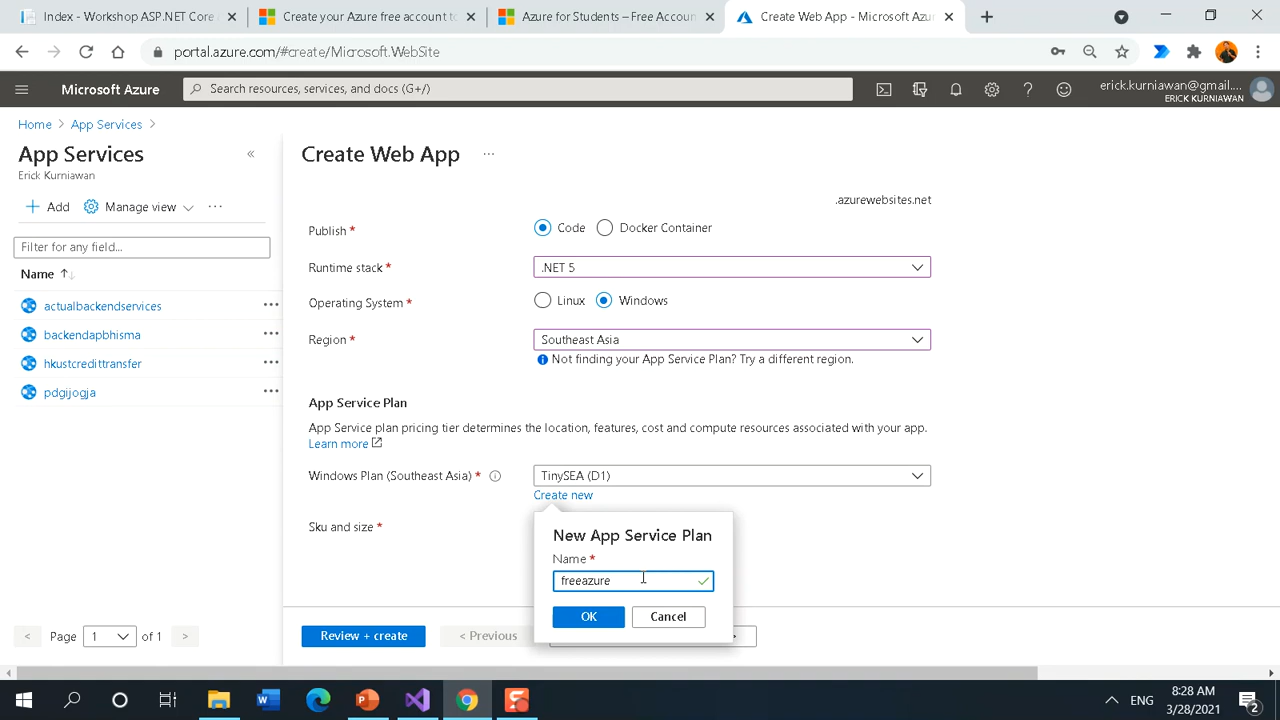 Index - Workshop ASP.NET Core
Create your Azure free account to
Azure for Students – Free Accoun
Create Web App - Microsoft Azu
portal.azure.com/#create/Microsoft.WebSite
Microsoft Azure
Search resources, services, and docs (G+/)
erick.kurniawan@gmail....
ERICK KURNIAWAN
Home > App Services >
App Services
Erick Kurniawan
Add
Manage view
Filter for any field...
Name
actualbackendservices
backendapbhisma
hkustcredittransfer
pdgijogja
< Page 1 of 1 >
Create Web App
.azurewebsites.net
Publish *
Code
Docker Container
Runtime stack *
.NET 5
Operating System *
Linux
Windows
Region *
Southeast Asia
Not finding your App Service Plan? Try a different region.
App Service Plan
App Service plan pricing tier determines the location, features, cost and compute resources associated with your app.
Learn more
Windows Plan (Southeast Asia) *
TinySEA (D1)
Create new
Sku and size *
New App Service Plan
Name *
freeazure
OK
Cancel
Review + create
< Previous
ENG
8:28 AM
3/28/2021
2